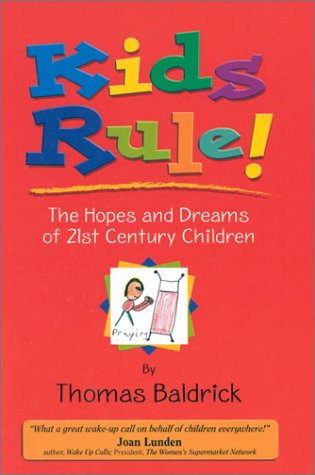 Kids
Rule!
The Hopes and Dreams
of 21st Century Children
Praying
By
Thomas Baldrick
"What a great wake-up call on behalf of children everywhere!"
Joan Lunden
author, Wake Up Calls; President, The Women's Supermarket Network